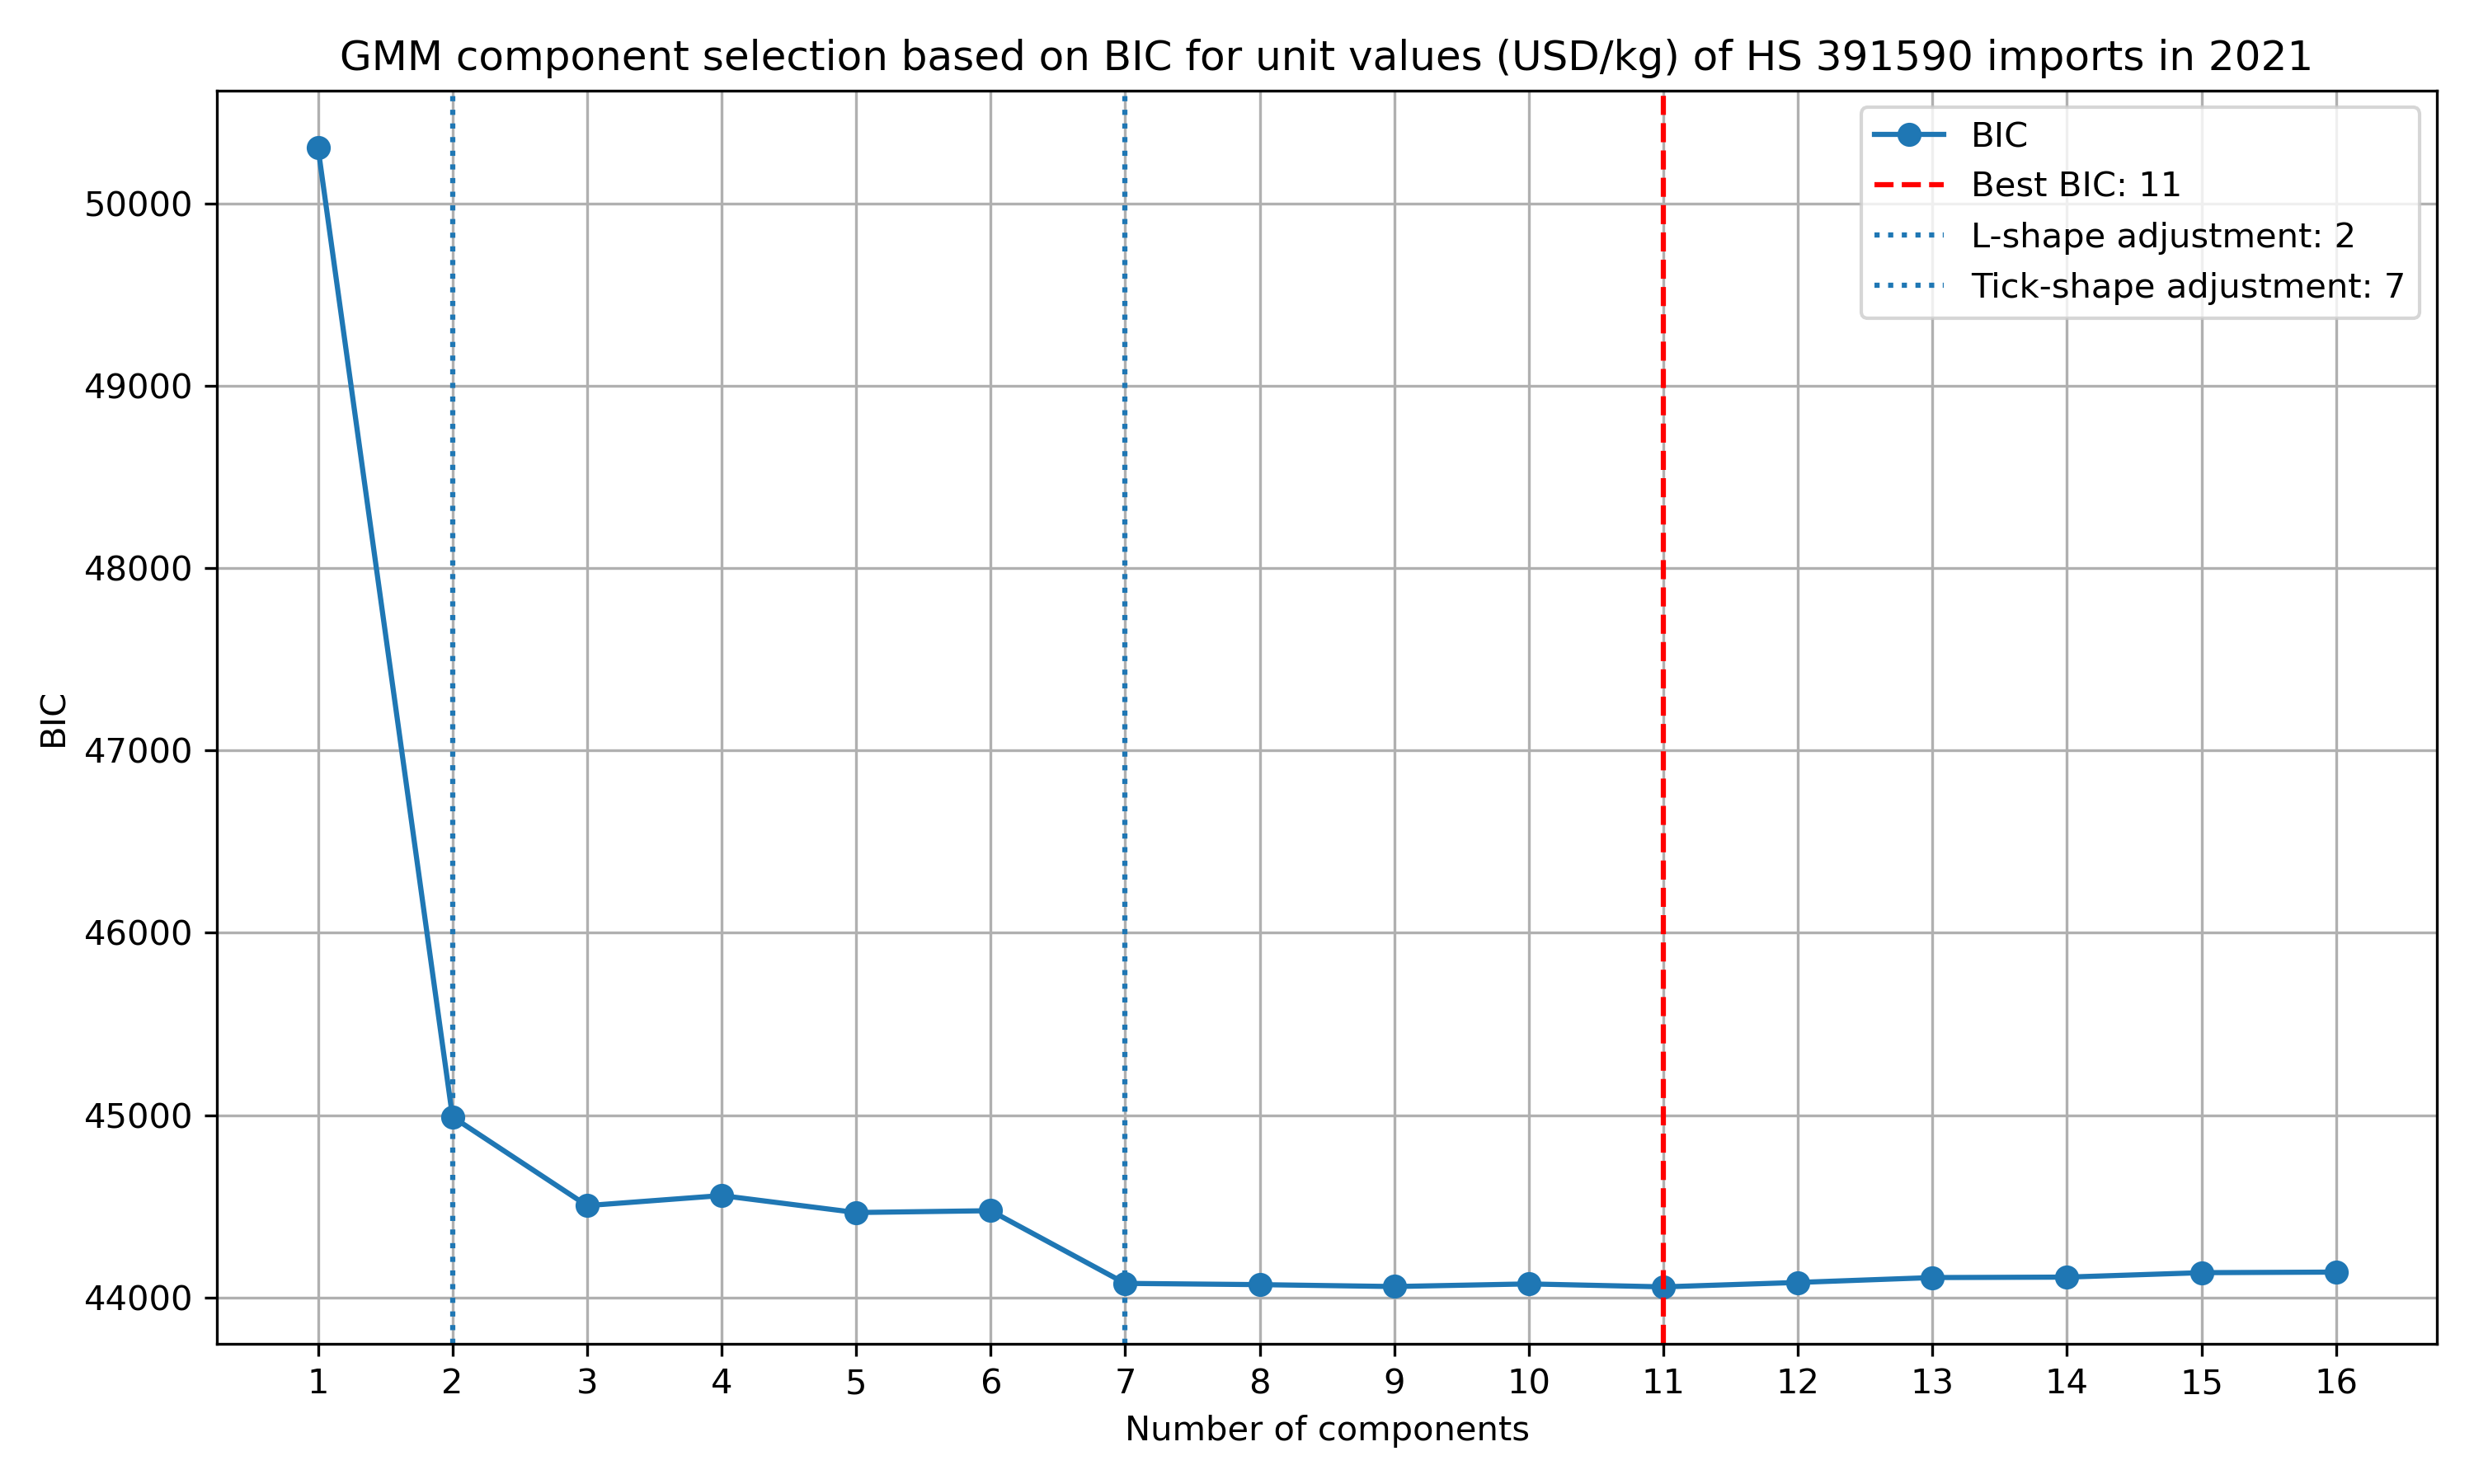 GMM component selection based on BIC for unit values (USD/kg) of HS 391590 imports in 2021
BIC
Best BIC: 11
L-shape adjustment: 2
Tick-shape adjustment: 7
50000
49000
48000
47000
46000
45000
44000
BIC
1 2 3 4 5 6 7 8 9 10 11 12 13 14 15 16
Number of components